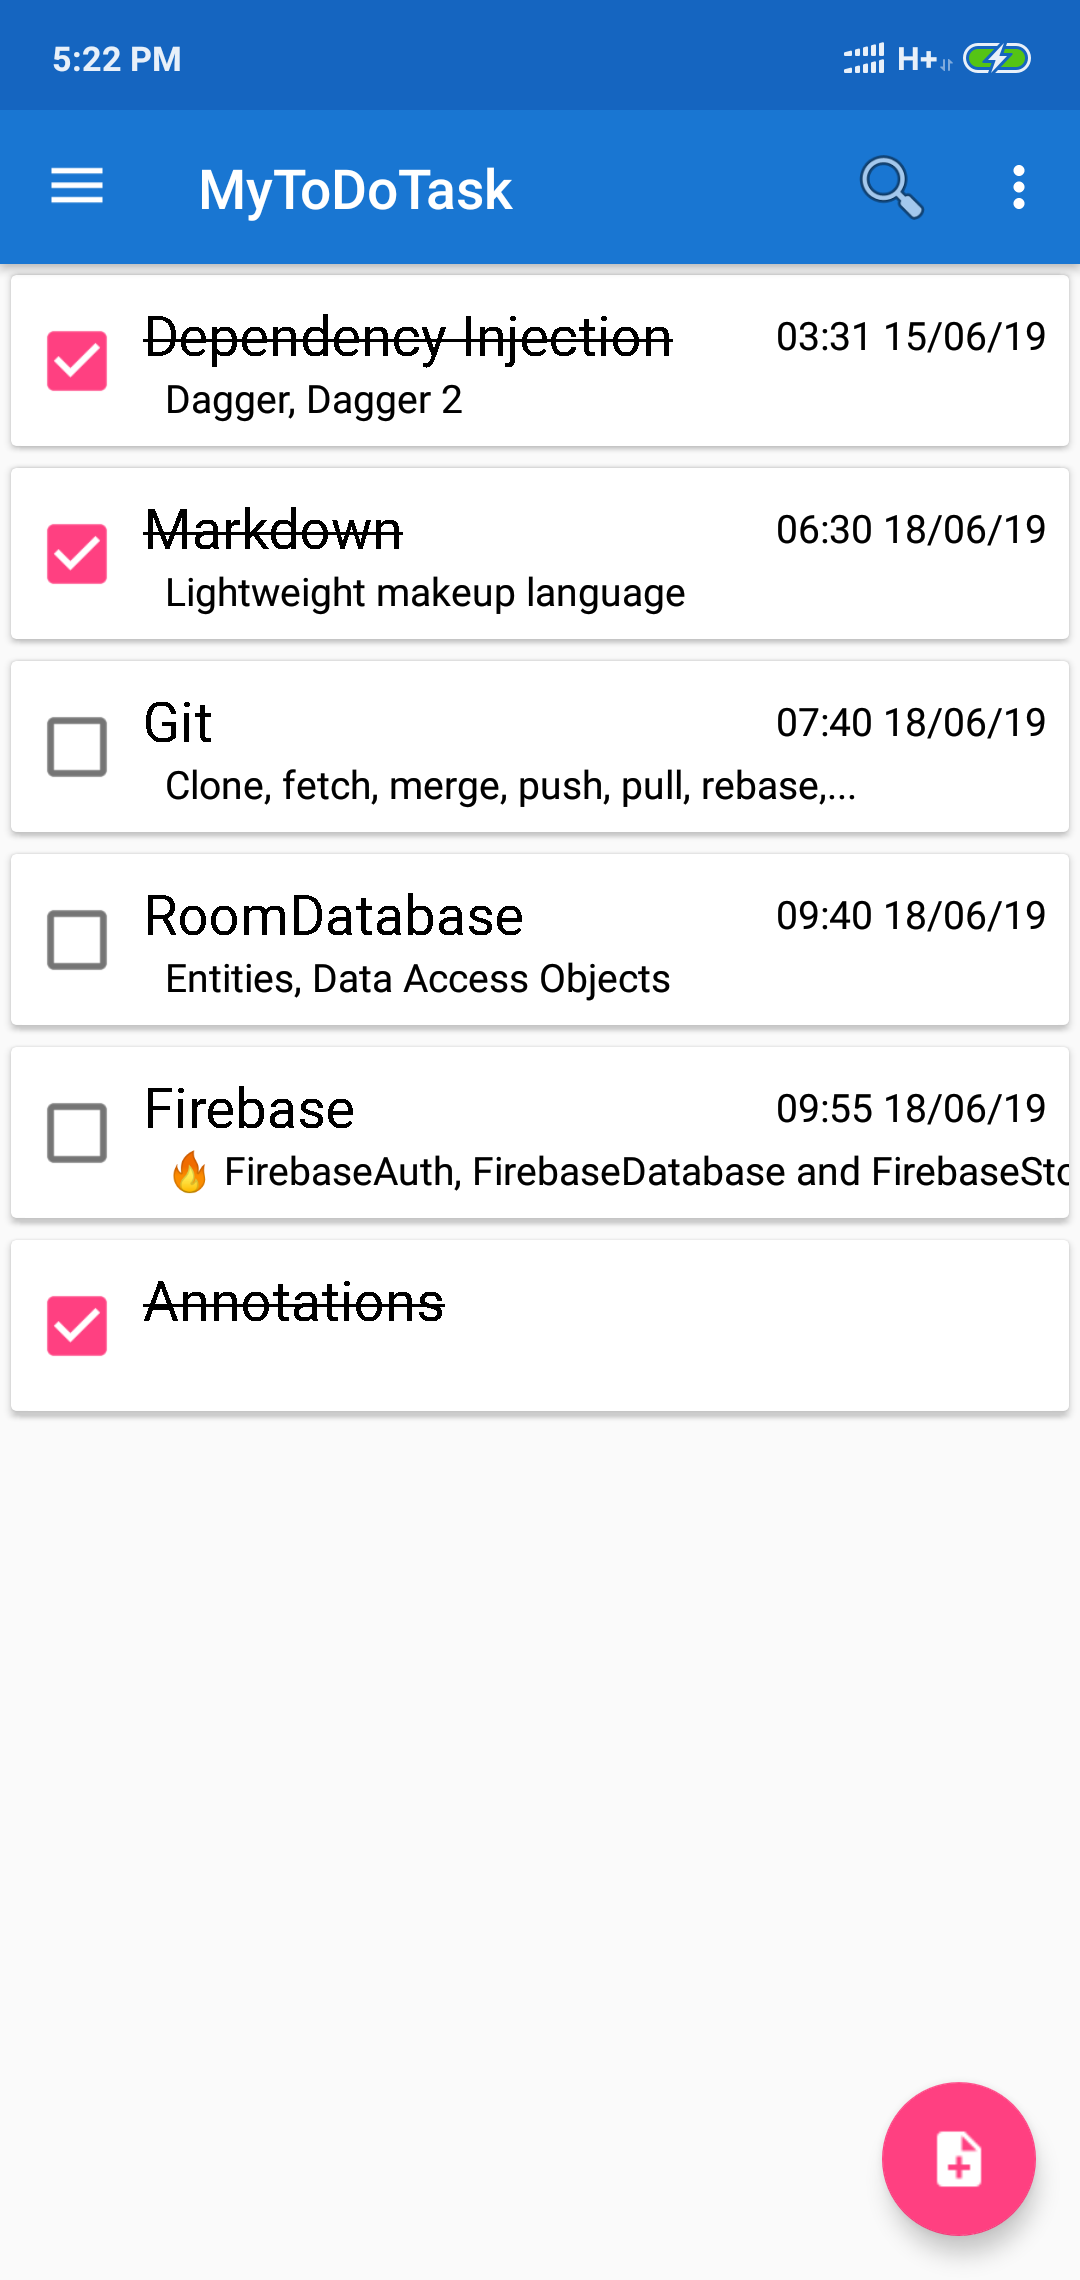 5:22 PM H+
MyToDoTask
Dependency Injection 03:31 15/06/19
Dagger, Dagger 2
Markdown 06:30 18/06/19
Lightweight makeup language
Git 07:40 18/06/19
Clone, fetch, merge, push, pull, rebase,...
RoomDatabase 09:40 18/06/19
Entities, Data Access Objects
Firebase 09:55 18/06/19
🔥 FirebaseAuth, FirebaseDatabase and FirebaseSto
Annotations